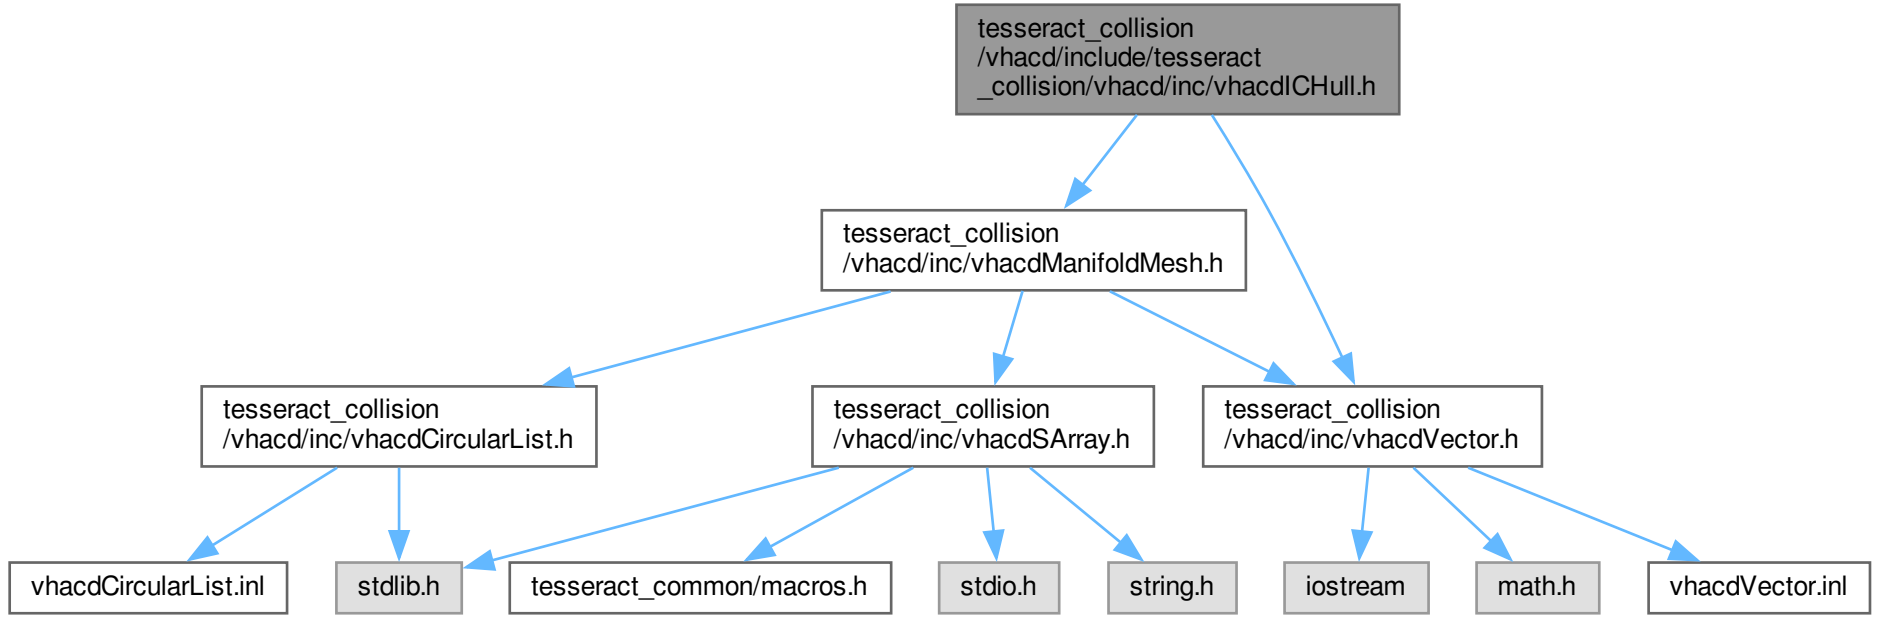 tesseract_collision
/vhacd/include/tesseract
_collision/vhacd/inc/vhacdICHull.h
tesseract_collision
/vhacd/inc/vhacdManifoldMesh.h
tesseract_collision
/vhacd/inc/vhacdCircularList.h
tesseract_collision
/vhacd/inc/vhacdSArray.h
tesseract_collision
/vhacd/inc/vhacdVector.h
vhacdCircularList.inl
stdlib.h
tesseract_common/macros.h
stdio.h
string.h
iostream
math.h
vhacdVector.inl